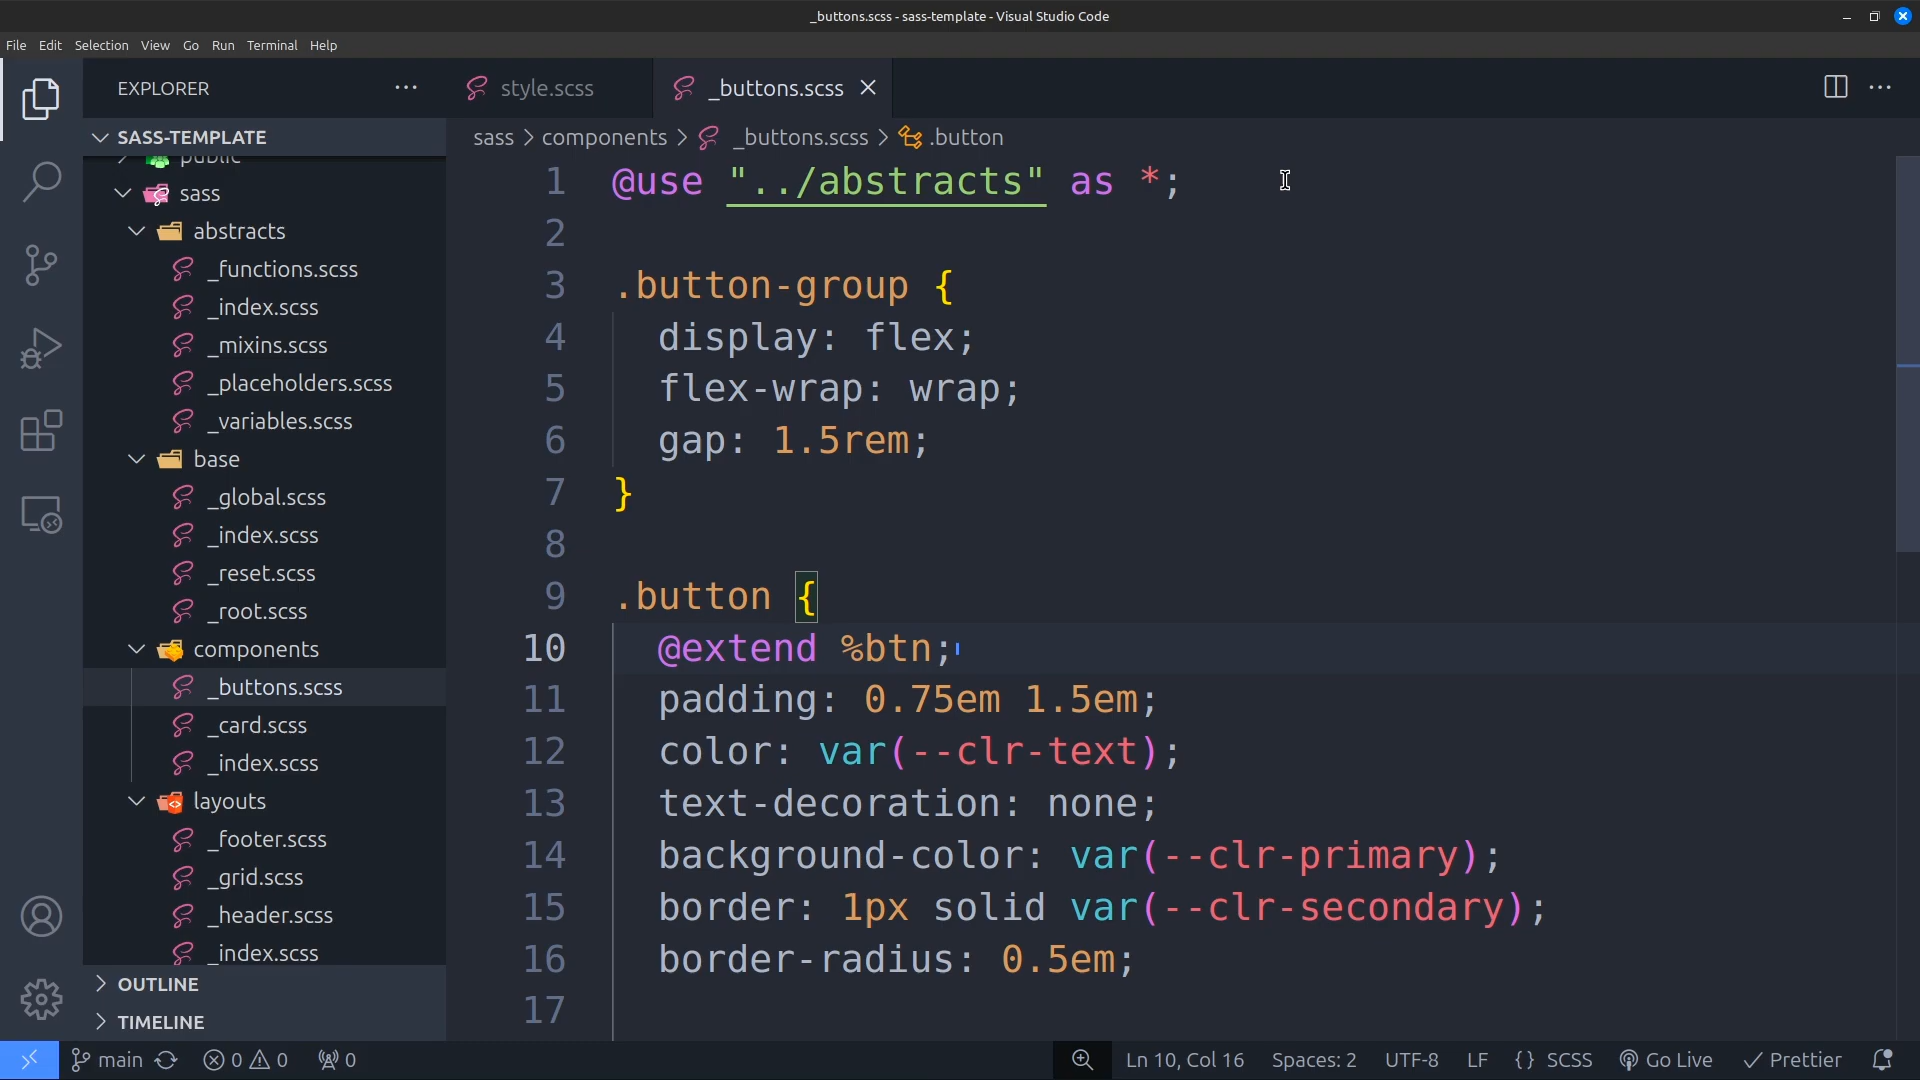 _buttons.scss - sass-template - Visual Studio Code
File Edit Selection View Go Run Terminal Help
EXPLORER
SASS-TEMPLATE
public
sass
abstracts
_functions.scss
_index.scss
_mixins.scss
_placeholders.scss
_variables.scss
base
_global.scss
_index.scss
_reset.scss
_root.scss
components
_buttons.scss
_card.scss
_index.scss
layouts
_footer.scss
_grid.scss
_header.scss
_index.scss
OUTLINE
TIMELINE
style.scss
_buttons.scss
sass > components > _buttons.scss > .button
1 @use "../abstracts" as *;
2
3 .button-group {
4 display: flex;
5 flex-wrap: wrap;
6 gap: 1.5rem;
7 }
8
9 .button {
10 @extend %btn;
11 padding: 0.75em 1.5em;
12 color: var(--clr-text);
13 text-decoration: none;
14 background-color: var(--clr-primary);
15 border: 1px solid var(--clr-secondary);
16 border-radius: 0.5em;
17
main 0 0 0 Ln 10, Col 16 Spaces: 2 UTF-8 LF {} SCSS Go Live Prettier